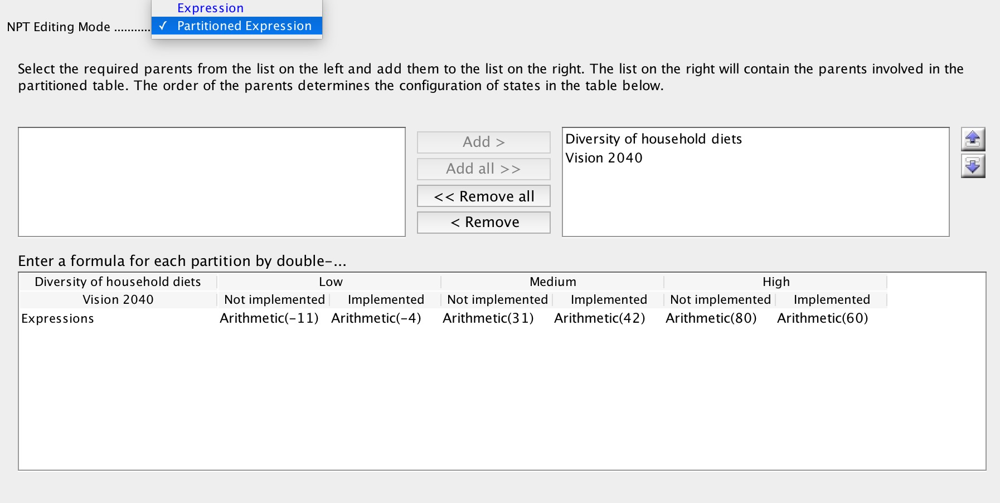 Expression
NPT Editing Mode ........... ✓ Partitioned Expression
Select the required parents from the list on the left and add them to the list on the right. The list on the right will contain the parents involved in the
partitioned table. The order of the parents determines the configuration of states in the table below.
Add >
Add all >>
<< Remove all
< Remove
Diversity of household diets
Vision 2040
Enter a formula for each partition by double-...
Diversity of household diets Low Medium High
Vision 2040 Not implemented Implemented Not implemented Implemented Not implemented Implemented
Expressions Arithmetic(-11) Arithmetic(-4) Arithmetic(31) Arithmetic(42) Arithmetic(80) Arithmetic(60)